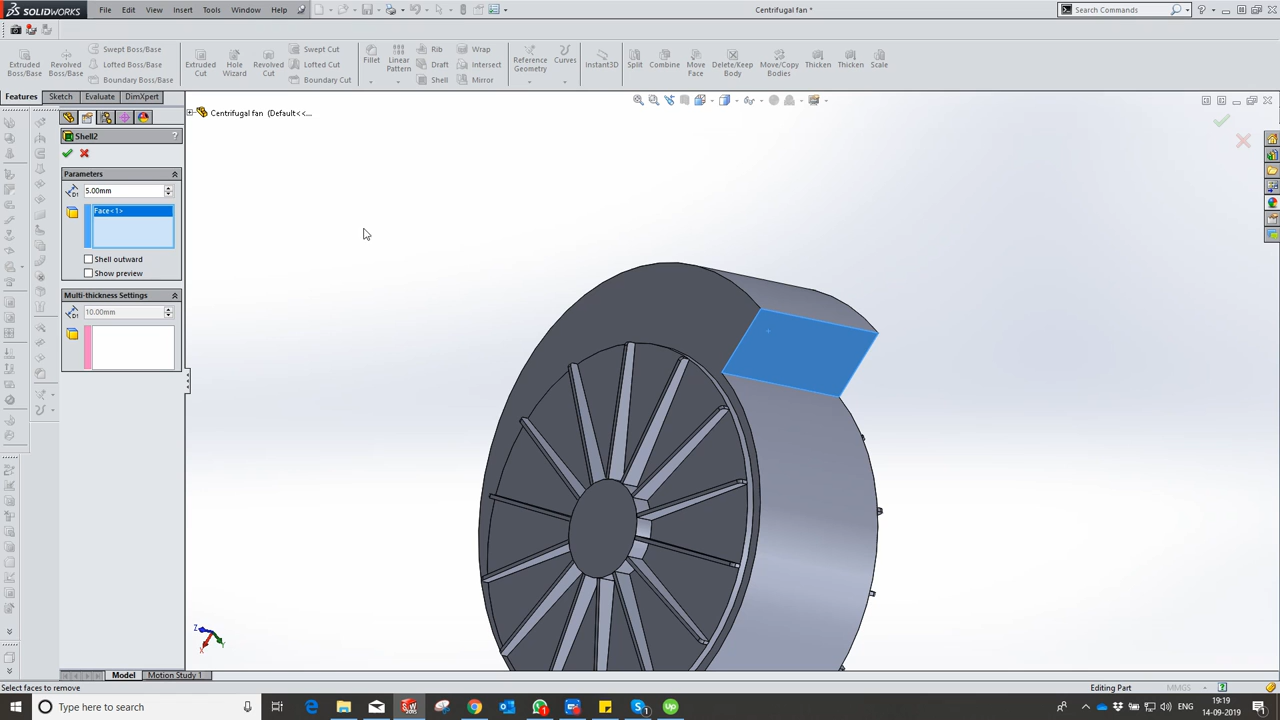 SOLIDWORKS File Edit View Insert Tools Window Help Centrifugal fan * Search Commands
Extruded Boss/Base
Revolved Boss/Base
Swept Boss/Base
Lofted Boss/Base
Boundary Boss/Base
Extruded Cut
Hole Wizard
Revolved Cut
Swept Cut
Lofted Cut
Boundary Cut
Fillet
Linear Pattern
Rib
Draft
Shell
Wrap
Intersect
Mirror
Reference Geometry
Curves
Instant3D
Split
Combine
Move Face
Delete/Keep Body
Move/Copy Bodies
Thicken
Thicken
Scale
Features Sketch Evaluate DimXpert
Centrifugal fan (Default<<...
Shell2 ?
Parameters
D1 5.00mm
Face<1>
Shell outward
Show preview
Multi-thickness Settings
D1 10.00mm
Z X Y
Model Motion Study 1
Select faces to remove Editing Part MMGS
Type here to search ENG 19:19
14-09-2019